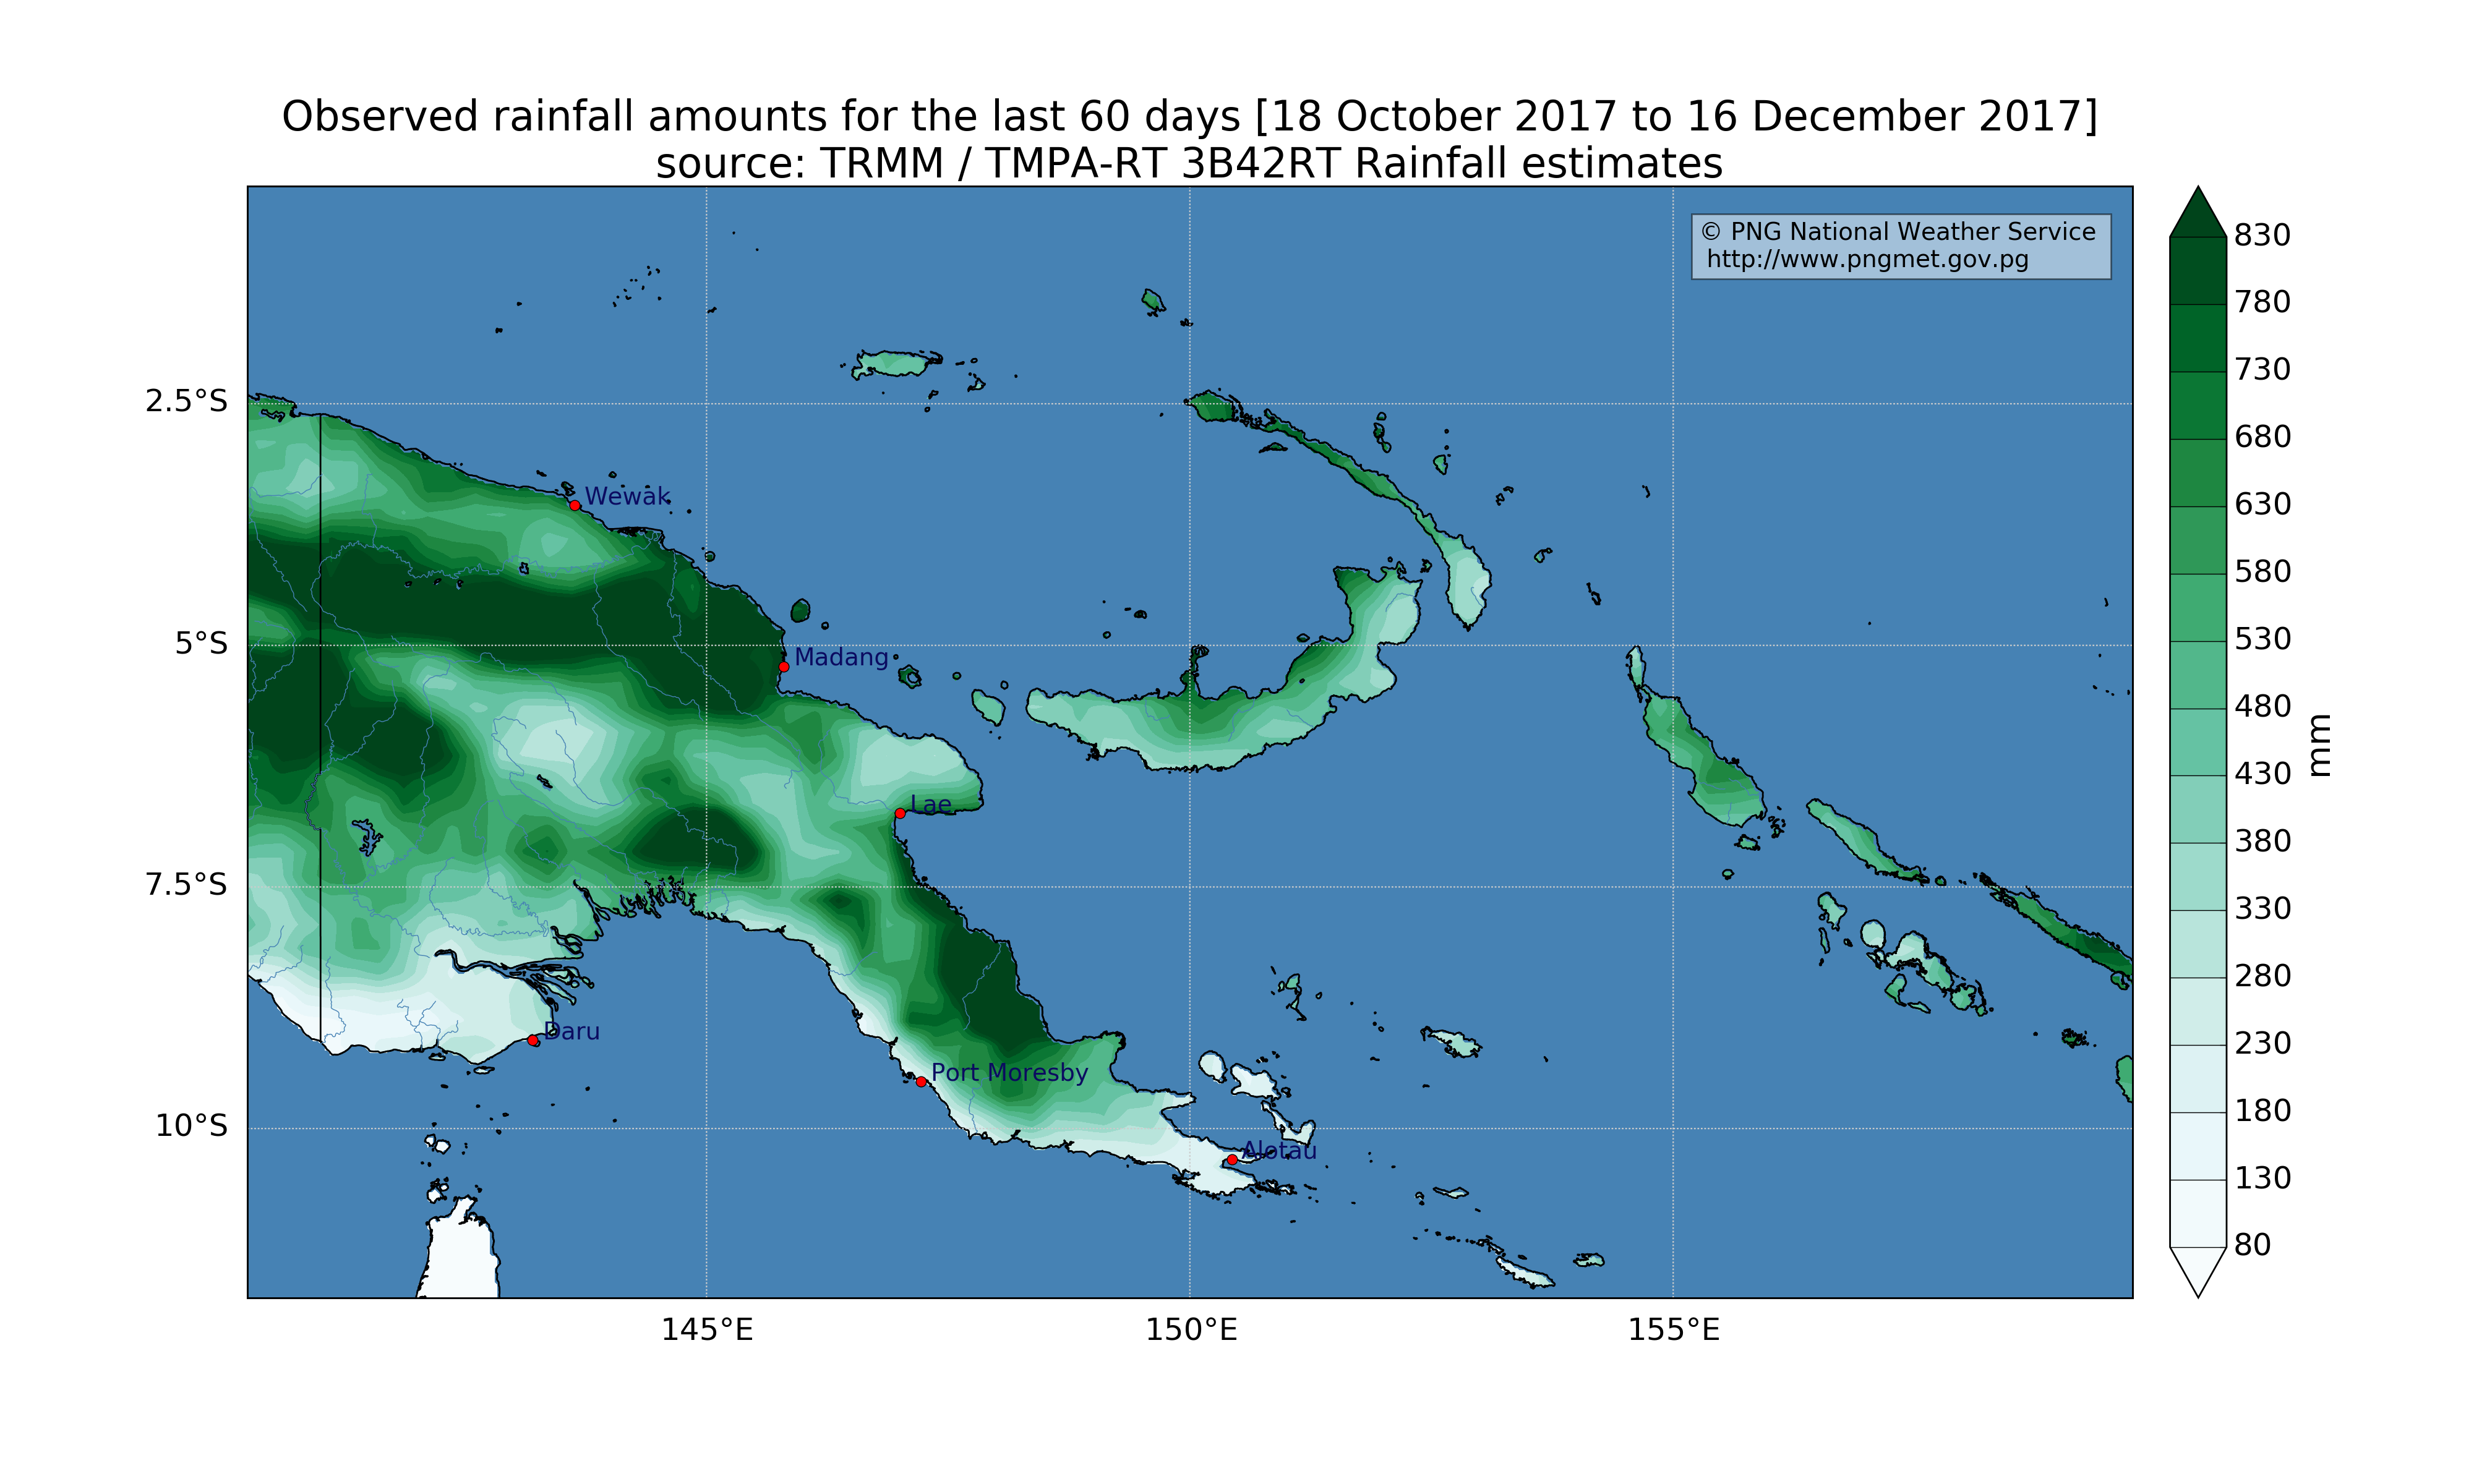 Observed rainfall amounts for the last 60 days [18 October 2017 to 16 December 2017]
source: TRMM / TMPA-RT 3B42RT Rainfall estimates
© PNG National Weather Service
http://www.pngmet.gov.pg
2.5°S
5°S
7.5°S
10°S
Wewak
Madang
Lae
Daru
Port Moresby
Alotau
145°E
150°E
155°E
830
780
730
680
630
580
530
480
430
380
330
280
230
180
130
80
mm